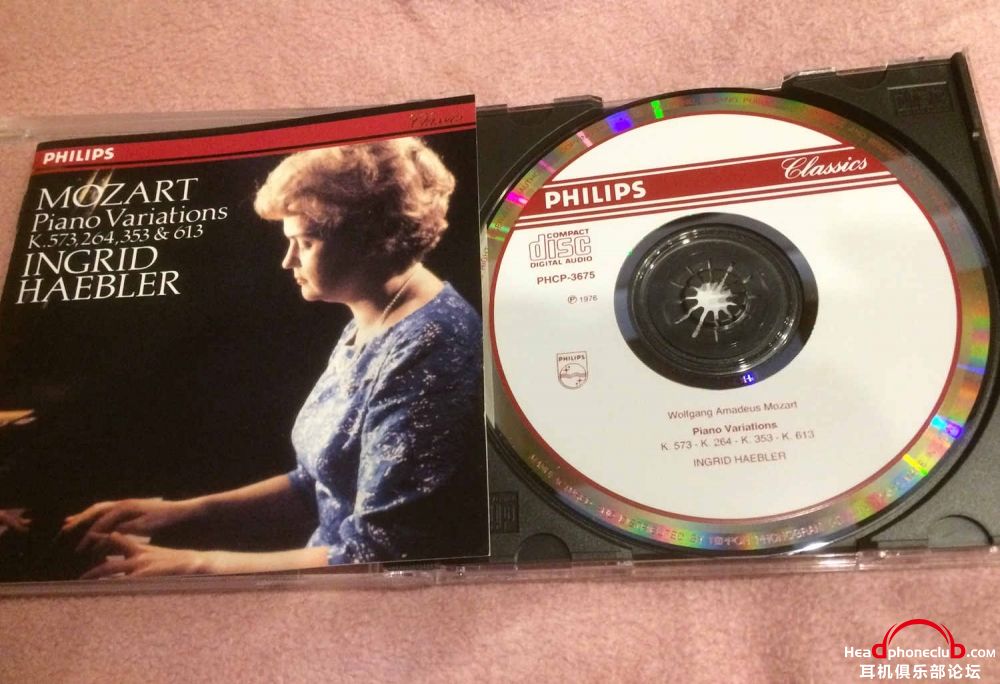 PHILIPS
Classics
MOZART
Piano Variations
K.573,264,353 & 613
INGRID
HAEBLER
PHILIPS
Classics
COMPACT
disc
DIGITAL AUDIO
PHCP-3675
℗ 1976
PHILIPS
Wolfgang Amadeus Mozart
Piano Variations
K. 573 - K. 264 - K. 353 - K. 613
INGRID HAEBLER
HeadphoneclubD.COM
耳机俱乐部论坛